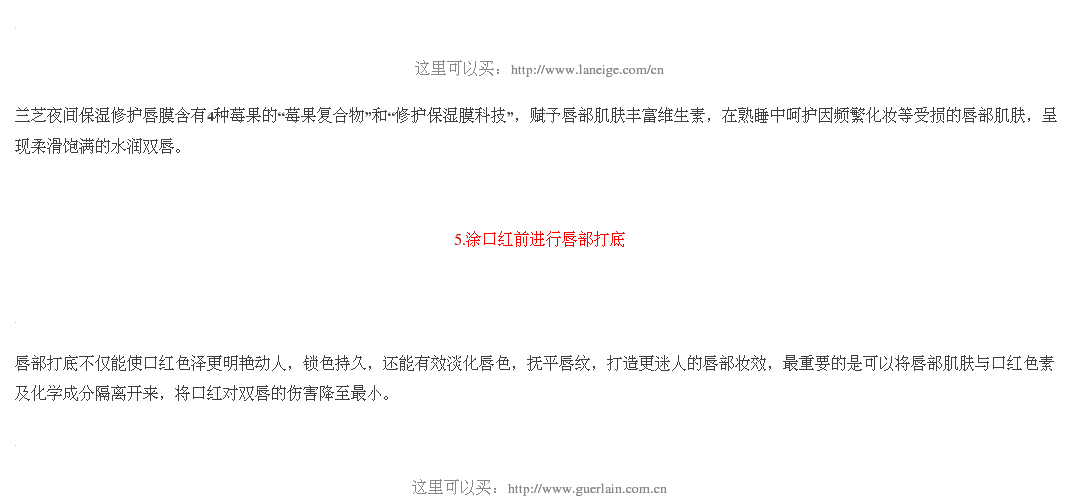 这里可以买：http://www.laneige.com/cn
兰芝夜间保湿修护唇膜含有4种莓果的“莓果复合物”和“修护保湿膜科技”，赋予唇部肌肤丰富维生素，在熟睡中呵护因频繁化妆等受损的唇部肌肤，呈
现柔滑饱满的水润双唇。
5.涂口红前进行唇部打底
唇部打底不仅能使口红色泽更明艳动人，锁色持久，还能有效淡化唇色，抚平唇纹，打造更迷人的唇部妆效，最重要的是可以将唇部肌肤与口红色素
及化学成分隔离开来，将口红对双唇的伤害降至最小。
这里可以买：http://www.guerlain.com.cn